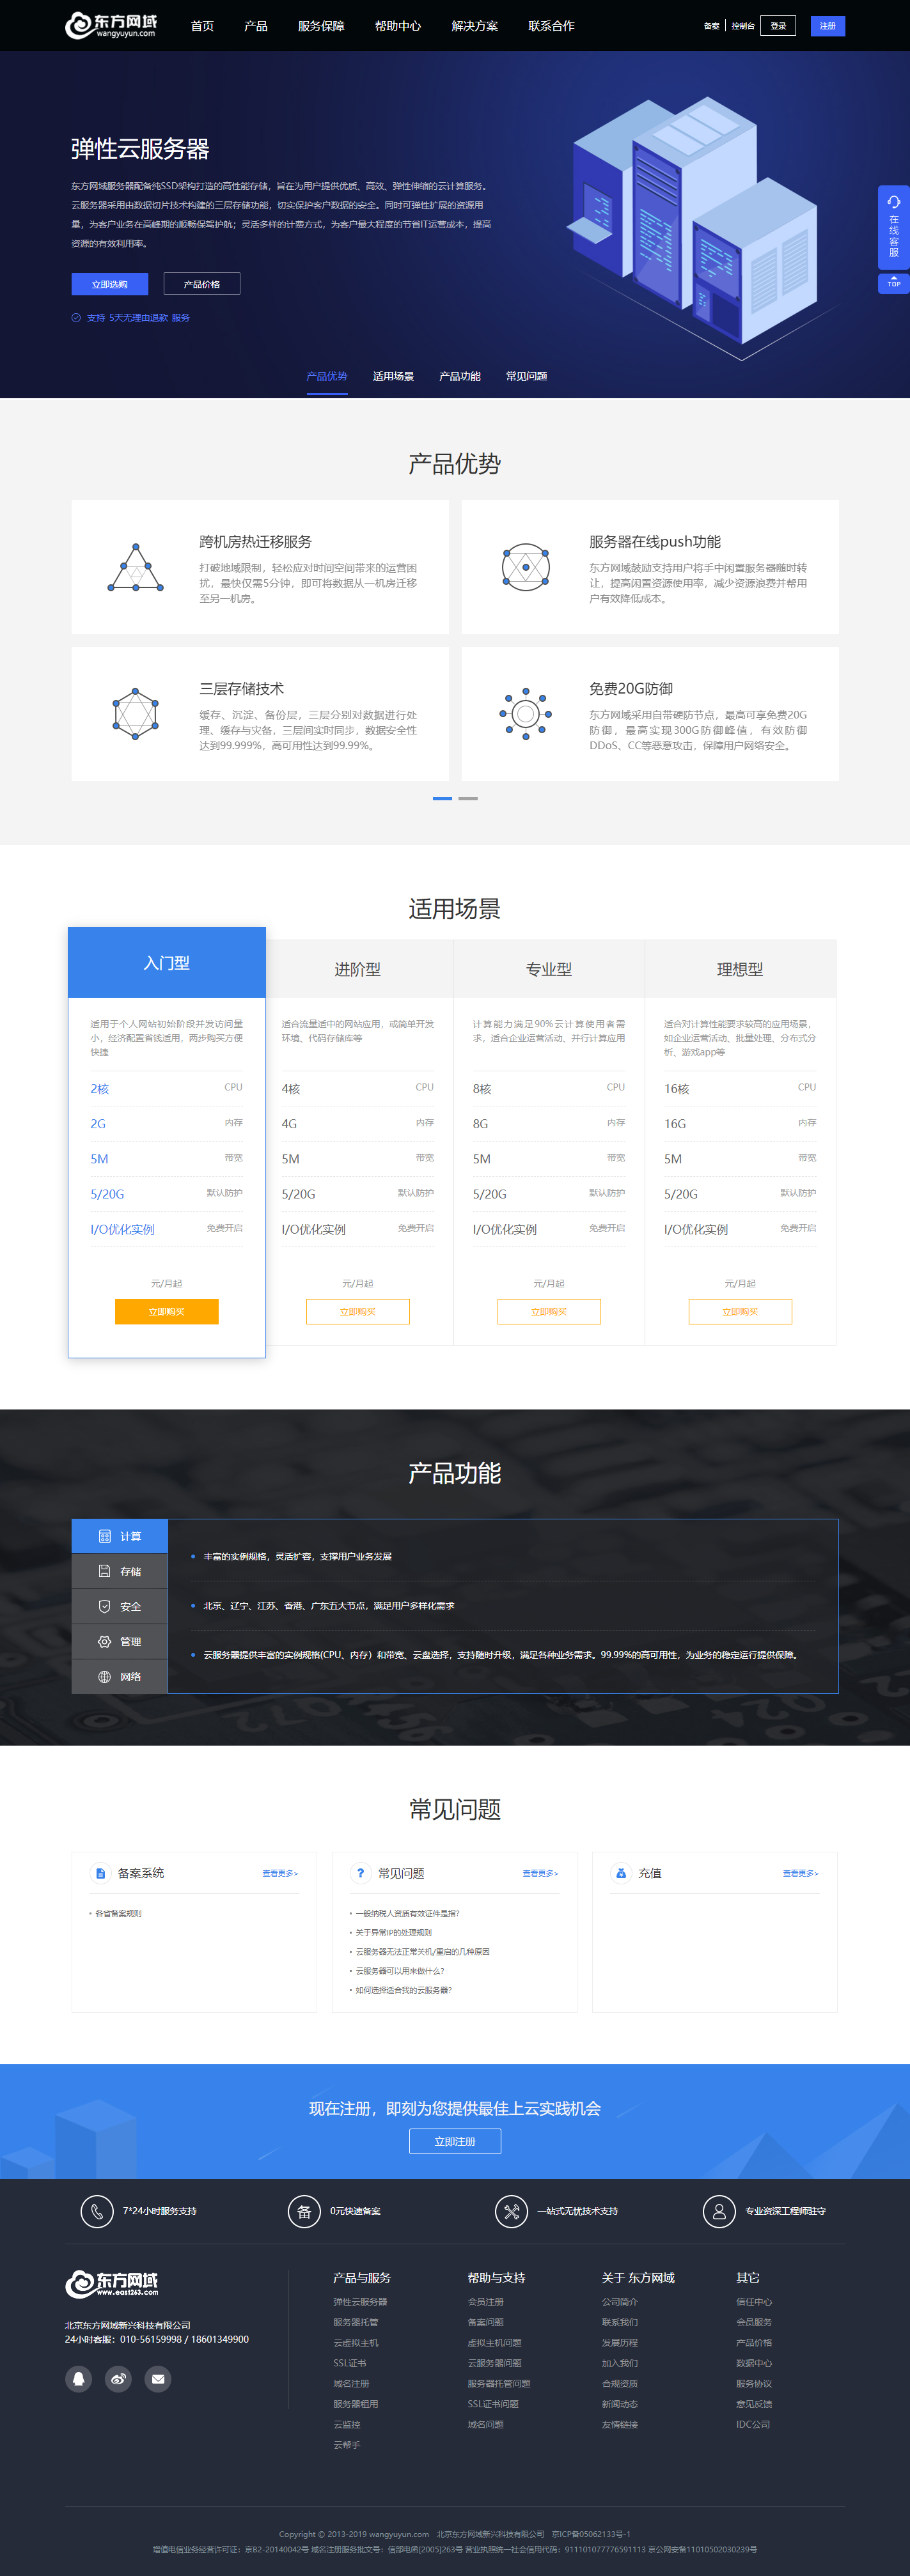 东方网域
wangyuyun.com
首页 产品 服务保障 帮助中心 解决方案 联系合作
备案 控制台 登录 注册
弹性云服务器
东方网域服务器配备纯SSD架构打造的高性能存储，旨在为用户提供优质、高效、弹性伸缩的云计算服务。
云服务器采用由数据切片技术构建的三层存储功能，切实保护客户数据的安全。同时可弹性扩展的资源用
量，为客户业务在高峰期的顺畅保驾护航；灵活多样的计费方式，为客户最大程度的节省IT运营成本，提高
资源的有效利用率。
立即选购 产品价格
支持 5天无理由退款 服务
在线客服
TOP
产品优势 适用场景 产品功能 常见问题
产品优势
跨机房热迁移服务
打破地域限制，轻松应对时间空间带来的运营困
扰，最快仅需5分钟，即可将数据从一机房迁移
至另一机房。
服务器在线push功能
东方网域鼓励支持用户将手中闲置服务器随时转
让，提高闲置资源使用率，减少资源浪费并帮用
户有效降低成本。
三层存储技术
缓存、沉淀、备份层，三层分别对数据进行处
理、缓存与灾备，三层间实时同步，数据安全性
达到99.999%，高可用性达到99.99%。
免费20G防御
东方网域采用自带硬防节点，最高可享免费20G
防御，最高实现300G防御峰值，有效防御
DDoS、CC等恶意攻击，保障用户网络安全。
适用场景
入门型
适用于个人网站初始阶段并发访问量
小，经济配置省钱适用，两步购买方便
快捷
2核 CPU
2G 内存
5M 带宽
5/20G 默认防护
I/O优化实例 免费开启
元/月起
立即购买
进阶型
适合流量适中的网站应用，或简单开发
环境、代码存储库等
4核 CPU
4G 内存
5M 带宽
5/20G 默认防护
I/O优化实例 免费开启
元/月起
立即购买
专业型
计算能力满足90%云计算使用者需
求，适合企业运营活动、并行计算应用
8核 CPU
8G 内存
5M 带宽
5/20G 默认防护
I/O优化实例 免费开启
元/月起
立即购买
理想型
适合对计算性能要求较高的应用场景，
如企业运营活动、批量处理、分布式分
析、游戏app等
16核 CPU
16G 内存
5M 带宽
5/20G 默认防护
I/O优化实例 免费开启
元/月起
立即购买
产品功能
计算
存储
安全
管理
网络
丰富的实例规格，灵活扩容，支撑用户业务发展
北京、辽宁、江苏、香港、广东五大节点，满足用户多样化需求
云服务器提供丰富的实例规格(CPU、内存）和带宽、云盘选择，支持随时升级，满足各种业务需求。99.99%的高可用性，为业务的稳定运行提供保障。
常见问题
备案系统 查看更多>
各省备案规则
常见问题 查看更多>
一般纳税人资质有效证件是指?
关于异常IP的处理规则
云服务器无法正常关机/重启的几种原因
云服务器可以用来做什么?
如何选择适合我的云服务器?
充值 查看更多>
现在注册，即刻为您提供最佳上云实践机会
立即注册
7*24小时服务支持
备 0元快速备案
一站式无忧技术支持
专业资深工程师驻守
东方网域
www.east263.com
北京东方网域新兴科技有限公司
24小时客服：010-56159998 / 18601349900
产品与服务
弹性云服务器
服务器托管
云虚拟主机
SSL证书
域名注册
服务器租用
云监控
云帮手
帮助与支持
会员注册
备案问题
虚拟主机问题
云服务器问题
服务器托管问题
SSL证书问题
域名问题
关于 东方网域
公司简介
联系我们
发展历程
加入我们
合规资质
新闻动态
友情链接
其它
信任中心
会员服务
产品价格
数据中心
服务协议
意见反馈
IDC公司
Copyright © 2013-2019 wangyuyun.com 北京东方网域新兴科技有限公司 京ICP备05062133号-1
增值电信业务经营许可证：京B2-20140042号 域名注册服务批文号：信部电函[2005]263号 营业执照统一社会信用代码：911101077776591113 京公网安备11010502030239号